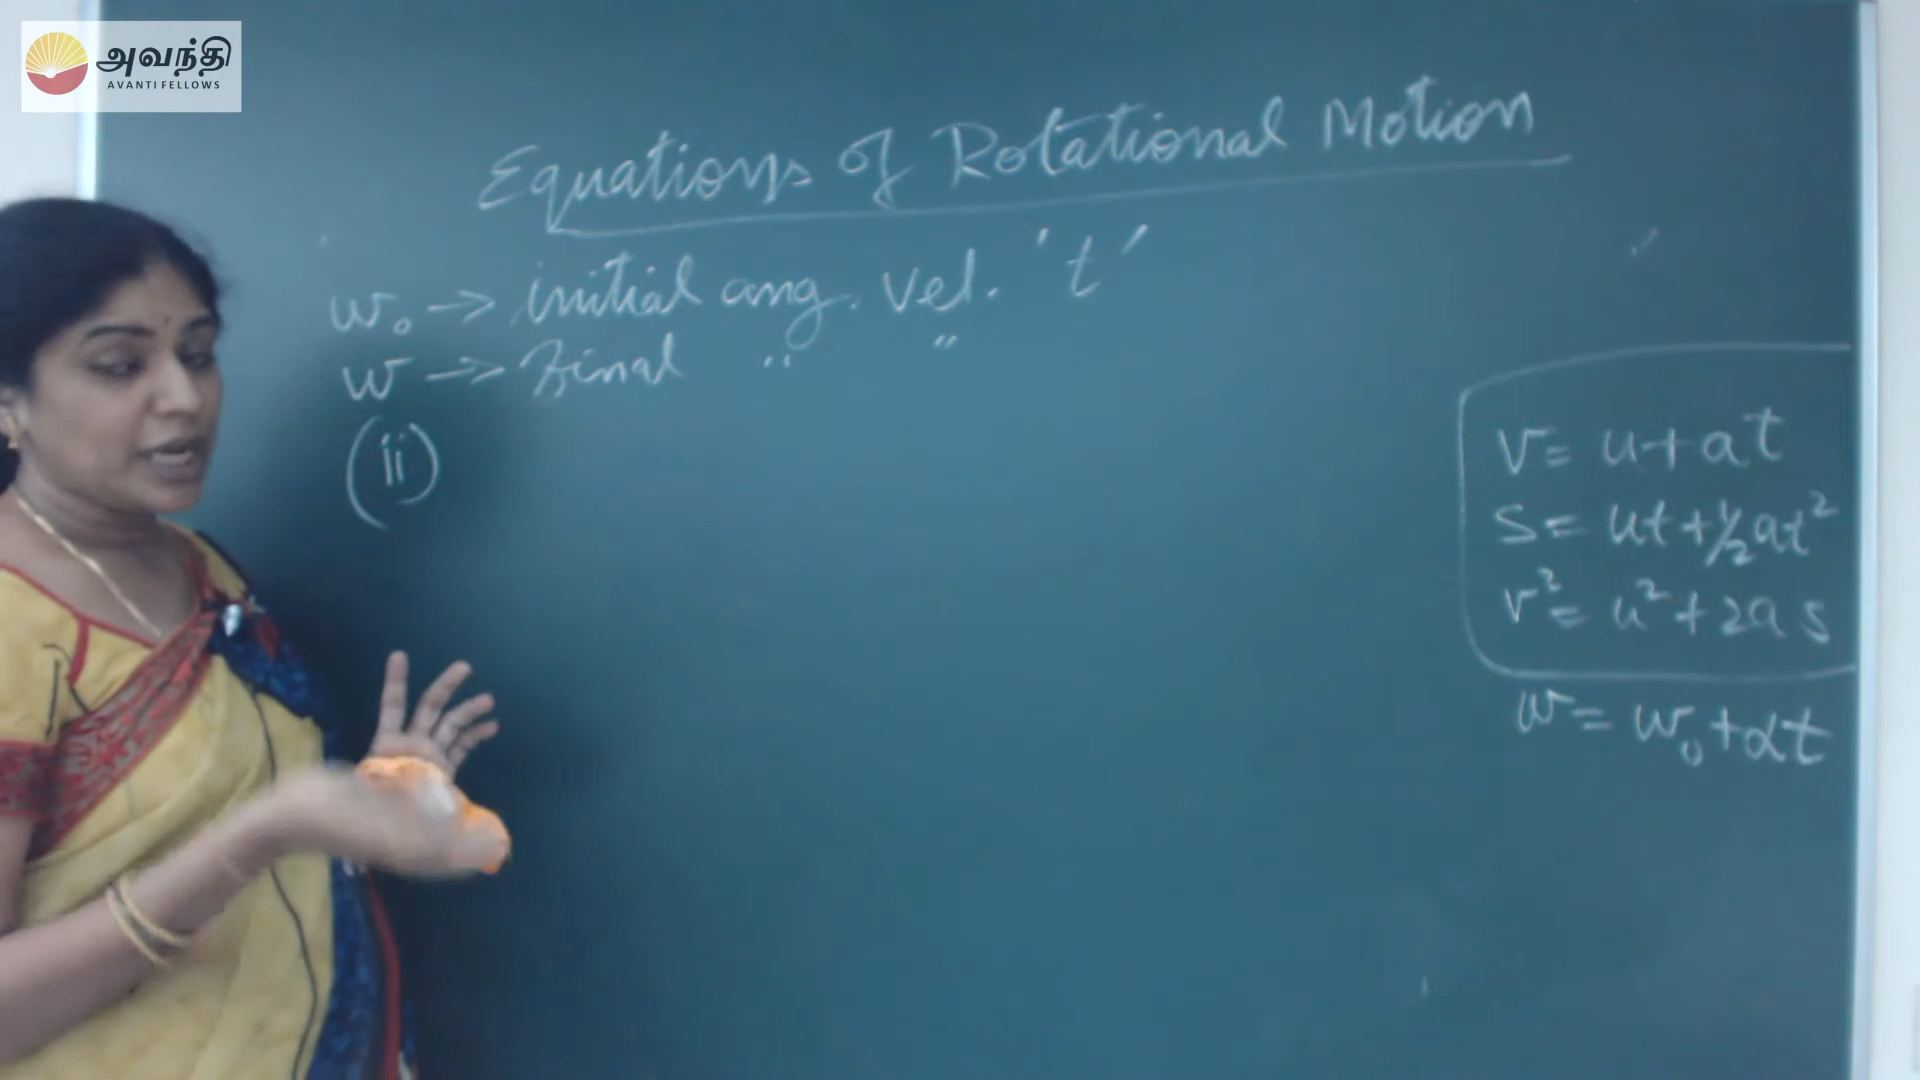 அவந்தி
AVANTI FELLOWS
Equations of Rotational Motion
w₀ → initial ang. vel. 't'
w → Final " "
(ii)
v = u + at
s = ut + ½at²
v² = u² + 2as
w = w₀ + αt